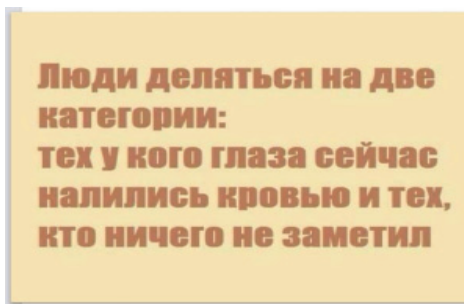 Люди деляться на две
категории:
тех у кого глаза сейчас
налились кровью и тех,
кто ничего не заметил